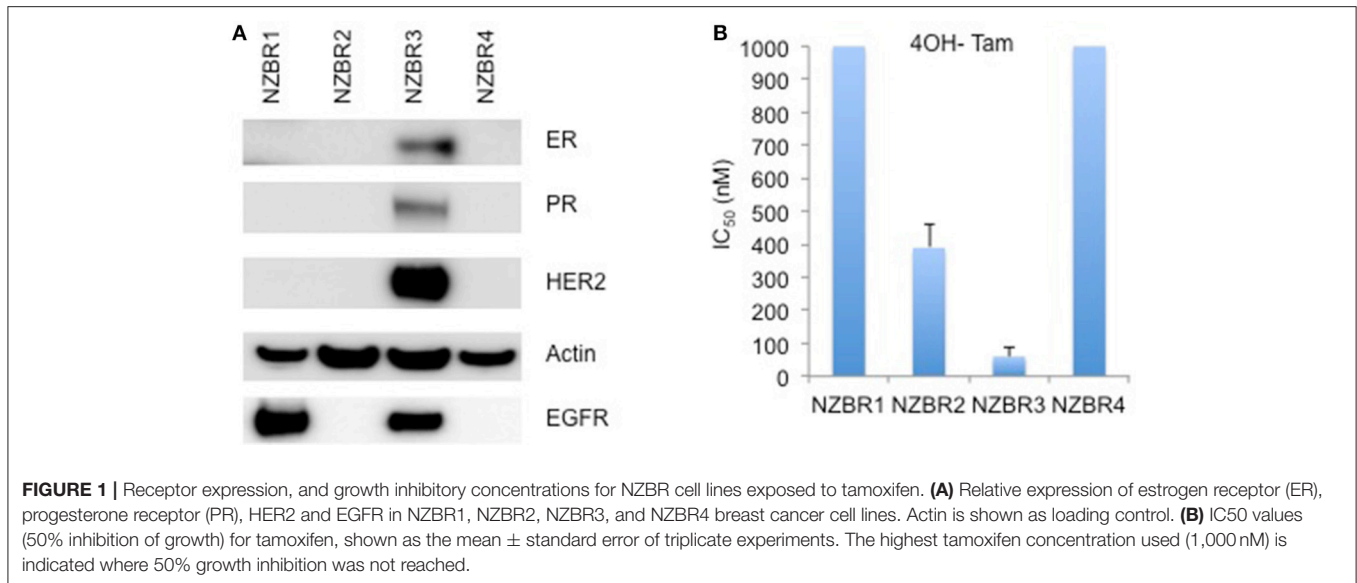 A
NZBR1
NZBR2
NZBR3
NZBR4
ER
PR
HER2
Actin
EGFR
B
4OH- Tam
IC50 (nM)
1000
900
800
700
600
500
400
300
200
100
0
NZBR1 NZBR2 NZBR3 NZBR4
FIGURE 1 | Receptor expression, and growth inhibitory concentrations for NZBR cell lines exposed to tamoxifen. (A) Relative expression of estrogen receptor (ER),
progesterone receptor (PR), HER2 and EGFR in NZBR1, NZBR2, NZBR3, and NZBR4 breast cancer cell lines. Actin is shown as loading control. (B) IC50 values
(50% inhibition of growth) for tamoxifen, shown as the mean ± standard error of triplicate experiments. The highest tamoxifen concentration used (1,000 nM) is
indicated where 50% growth inhibition was not reached.